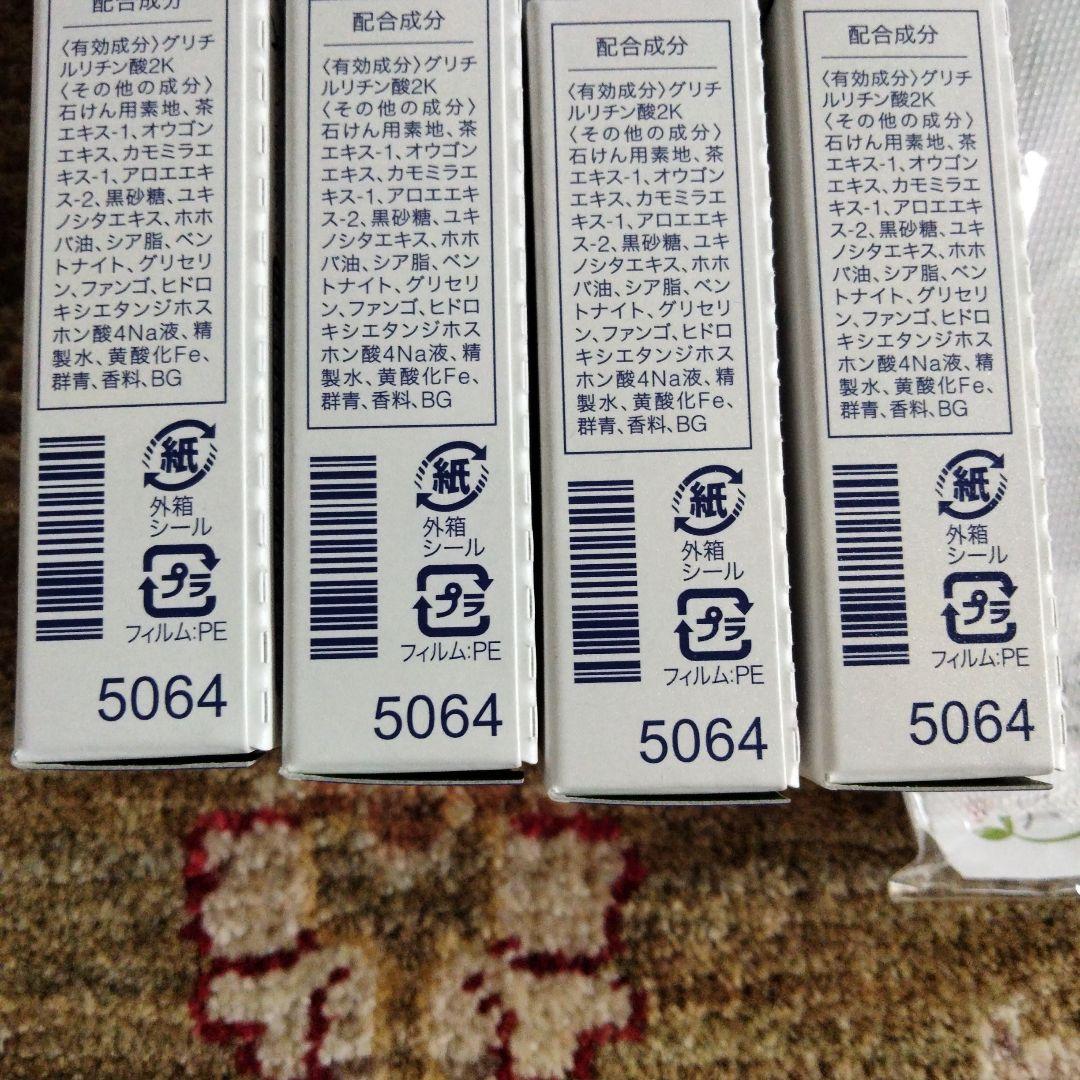 配合成分
〈有効成分〉グリチ
ルリチン酸2K
〈その他の成分〉
石けん用素地、茶
エキス-1、オウゴン
エキス、カモミラエ
キス-1、アロエエキ
ス-2、黒砂糖、ユキ
ノシタエキス、ホホ
バ油、シア脂、ベン
トナイト、グリセリ
ン、ファンゴ、ヒドロ
キシエタンジホス
ホン酸4Na液、精
製水、黄酸化Fe、
群青、香料、BG
紙
外箱
シール
プラ
フィルム:PE
5064
配合成分
〈有効成分〉グリチ
ルリチン酸2K
〈その他の成分〉
石けん用素地、茶
エキス-1、オウゴン
エキス、カモミラエ
キス-1、アロエエキ
ス-2、黒砂糖、ユキ
ノシタエキス、ホホ
バ油、シア脂、ベン
トナイト、グリセリ
ン、ファンゴ、ヒドロ
キシエタンジホス
ホン酸4Na液、精
製水、黄酸化Fe、
群青、香料、BG
紙
外箱
シール
プラ
フィルム:PE
5064
配合成分
〈有効成分〉グリチ
ルリチン酸2K
〈その他の成分〉
石けん用素地、茶
エキス-1、オウゴン
エキス、カモミラエ
キス-1、アロエエキ
ス-2、黒砂糖、ユキ
ノシタエキス、ホホ
バ油、シア脂、ベン
トナイト、グリセリ
ン、ファンゴ、ヒドロ
キシエタンジホス
ホン酸4Na液、精
製水、黄酸化Fe、
群青、香料、BG
紙
外箱
シール
プラ
フィルム:PE
5064
配合成分
〈有効成分〉グリチ
ルリチン酸2K
〈その他の成分〉
石けん用素地、茶
エキス-1、オウゴン
エキス、カモミラエ
キス-1、アロエエキ
ス-2、黒砂糖、ユキ
ノシタエキス、ホホ
バ油、シア脂、ベン
トナイト、グリセリ
ン、ファンゴ、ヒドロ
キシエタンジホス
ホン酸4Na液、精
製水、黄酸化Fe、
群青、香料、BG
紙
外箱
シール
プラ
フィルム:PE
5064